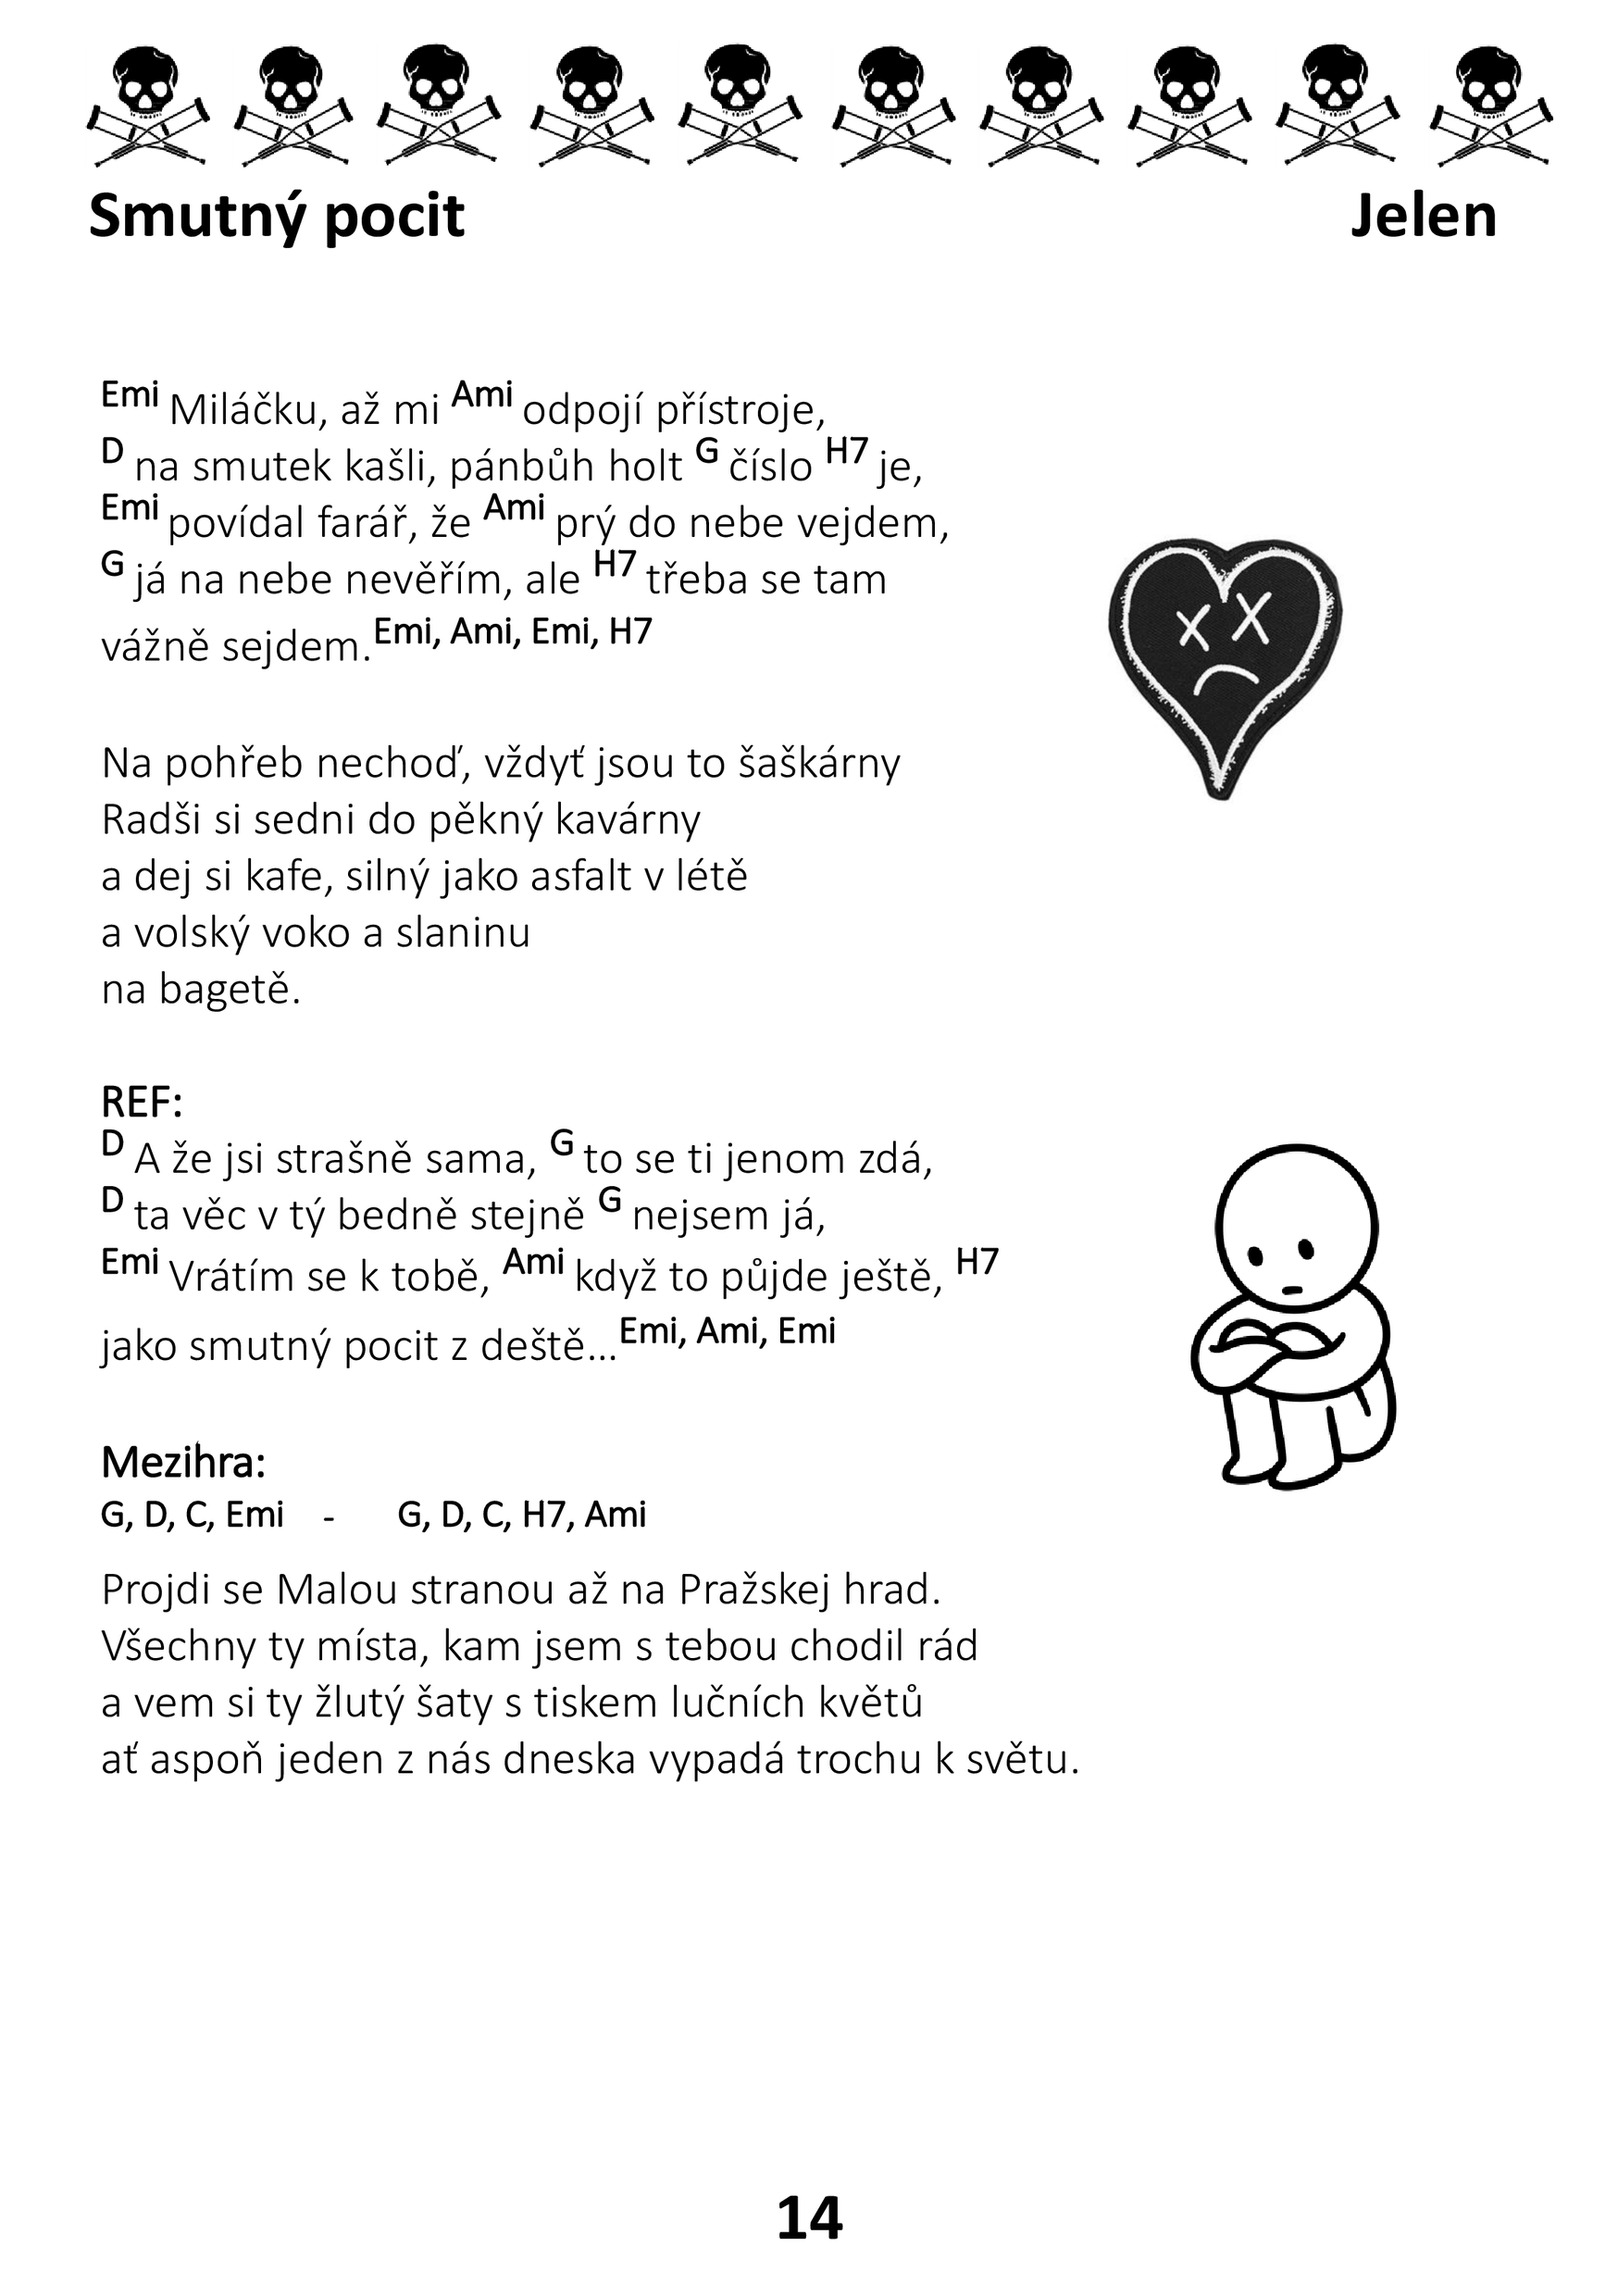 Smutný pocit Jelen
Emi Miláčku, až mi Ami odpojí přístroje,
D na smutek kašli, pánbůh holt G číslo H7 je,
Emi povídal farář, že Ami prý do nebe vejdem,
G já na nebe nevěřím, ale H7 třeba se tam
vážně sejdem. Emi, Ami, Emi, H7
Na pohřeb nechoď, vždyť jsou to šaškárny
Radši si sedni do pěkný kavárny
a dej si kafe, silný jako asfalt v létě
a volský voko a slaninu
na bagetě.
REF:
D A že jsi strašně sama, G to se ti jenom zdá,
D ta věc v tý bedně stejně G nejsem já,
Emi Vrátím se k tobě, Ami když to půjde ještě, H7
jako smutný pocit z deště... Emi, Ami, Emi
Mezihra:
G, D, C, Emi - G, D, C, H7, Ami
Projdi se Malou stranou až na Pražskej hrad.
Všechny ty místa, kam jsem s tebou chodil rád
a vem si ty žlutý šaty s tiskem lučních květů
ať aspoň jeden z nás dneska vypadá trochu k světu.
14